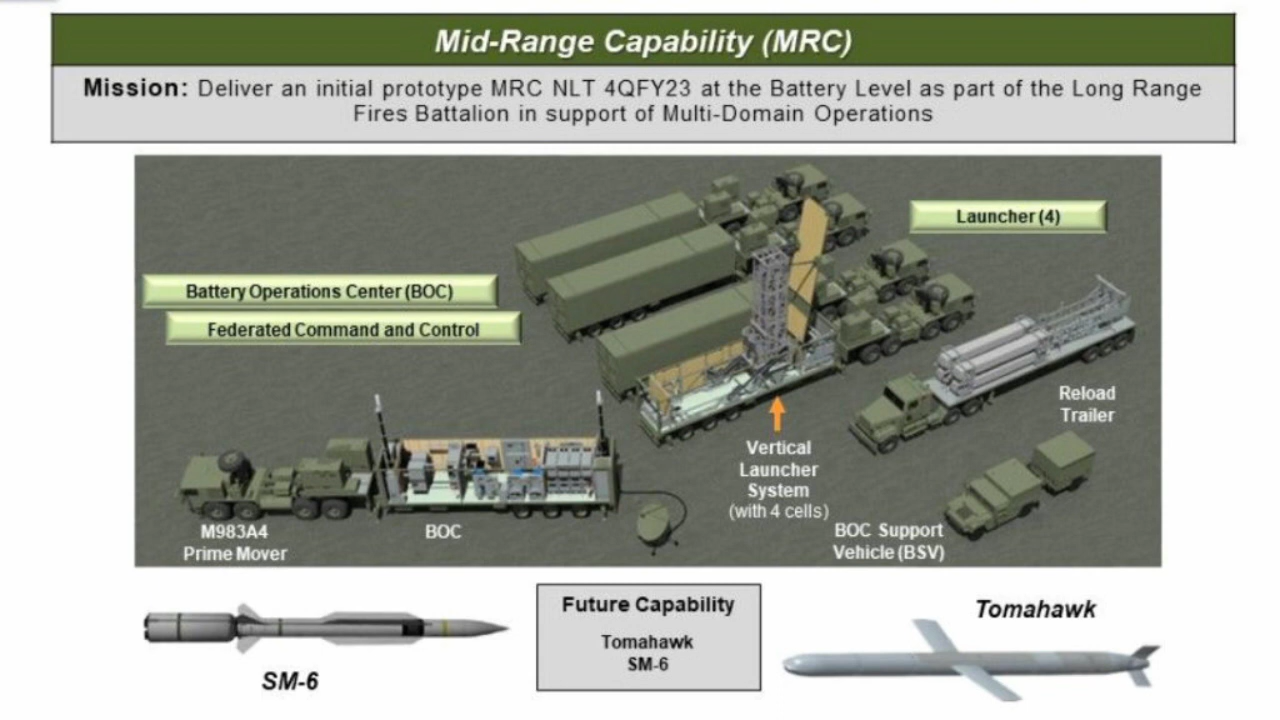 Mid-Range Capability (MRC)
Mission: Deliver an initial prototype MRC NLT 4QFY23 at the Battery Level as part of the Long Range
Fires Battalion in support of Multi-Domain Operations
Launcher (4)
Battery Operations Center (BOC)
Federated Command and Control
Reload
Trailer
Vertical
Launcher
System
(with 4 cells)
M983A4
Prime Mover
BOC
BOC Support
Vehicle (BSV)
Future Capability
Tomahawk
SM-6
SM-6
Tomahawk